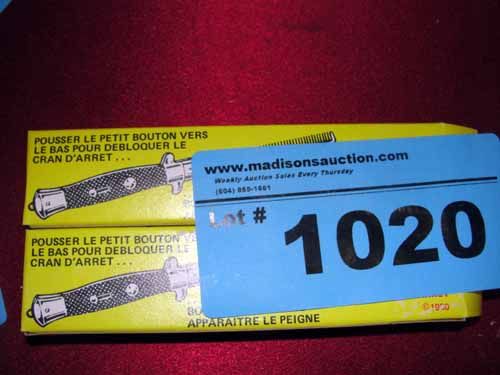 POUSSER LE PETIT BOUTON VERS
LE BAS POUR DEBLOQUER LE
CRAN D'ARRET...
www.madisonsauction.com
Weekly Auction Sales Every Thursday
Lot #
1020
POUSSER LE PETIT BOUTON VERS
LE BAS POUR DEBLOQUER LE
CRAN D'ARRET...
APPARAITRE LE PEIGNE